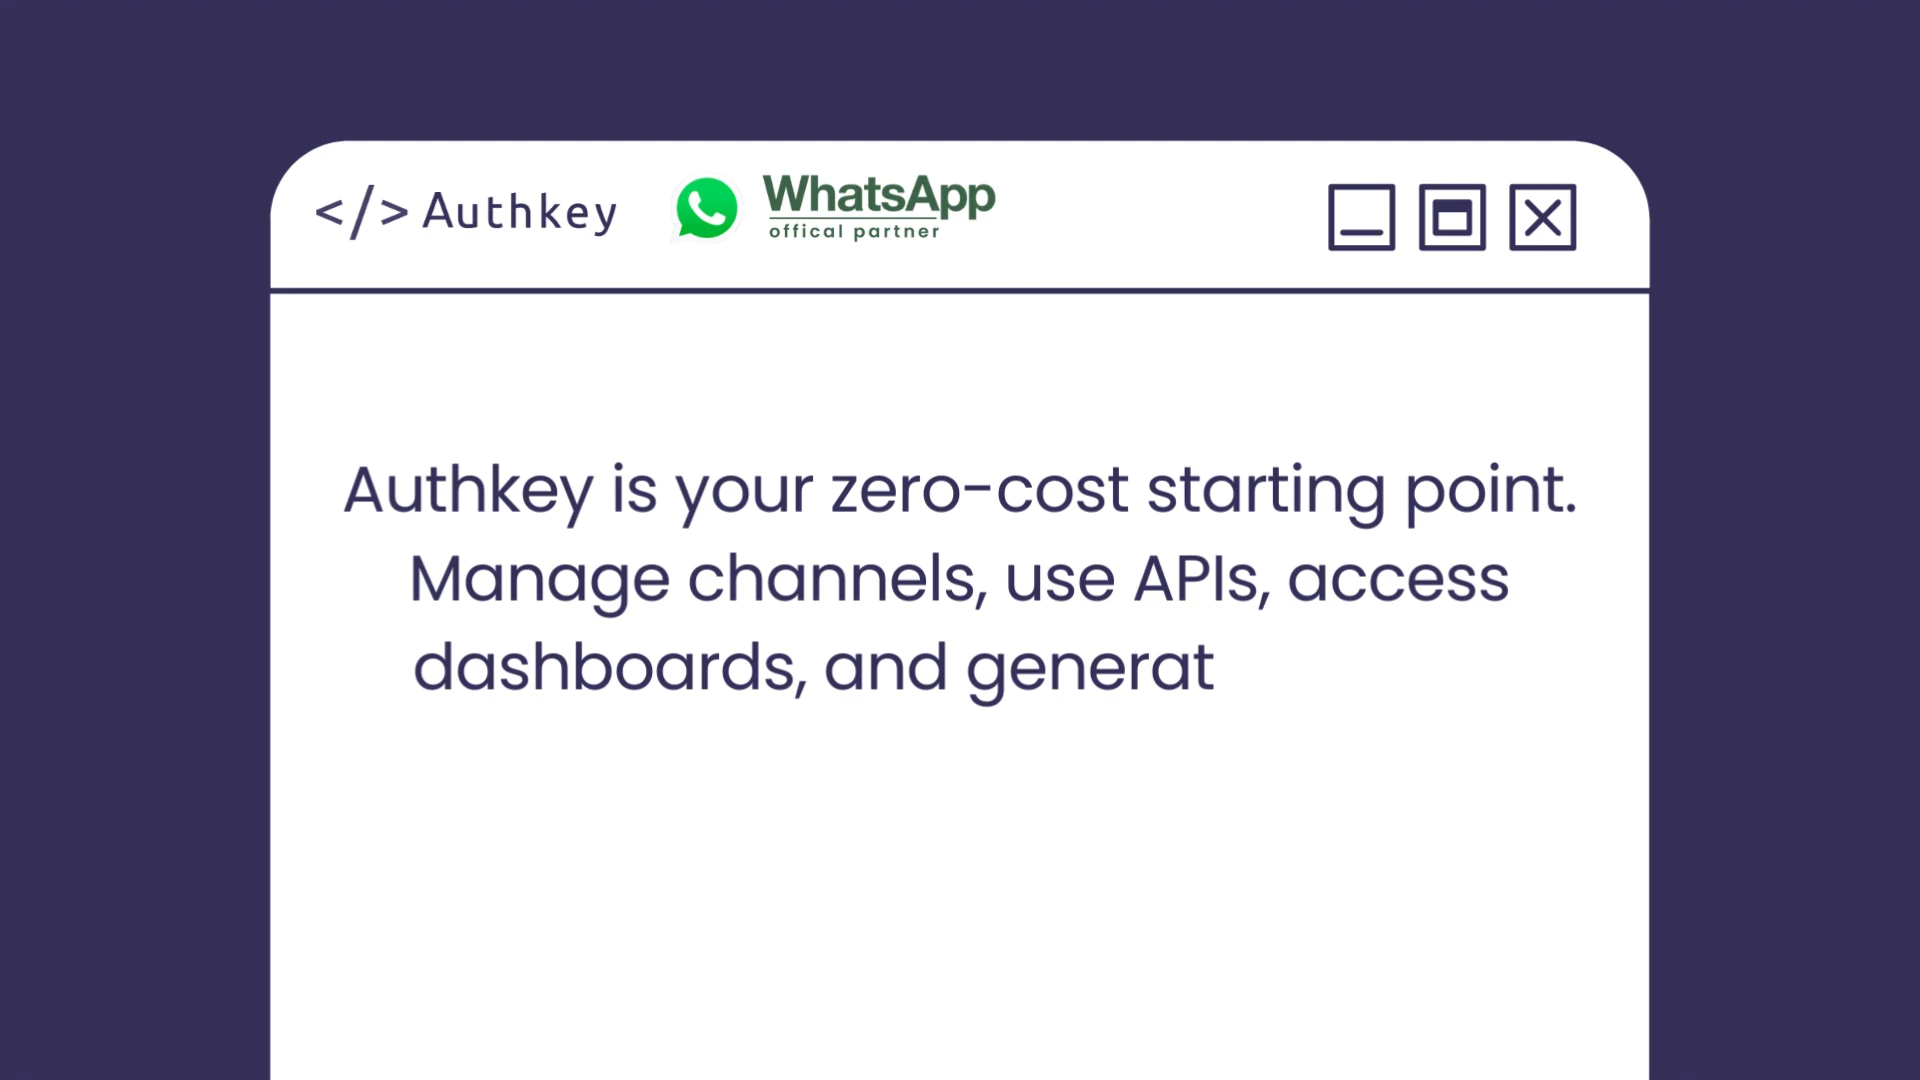 </> Authkey
WhatsApp
offical partner
Authkey is your zero-cost starting point.
Manage channels, use APIs, access
dashboards, and generat